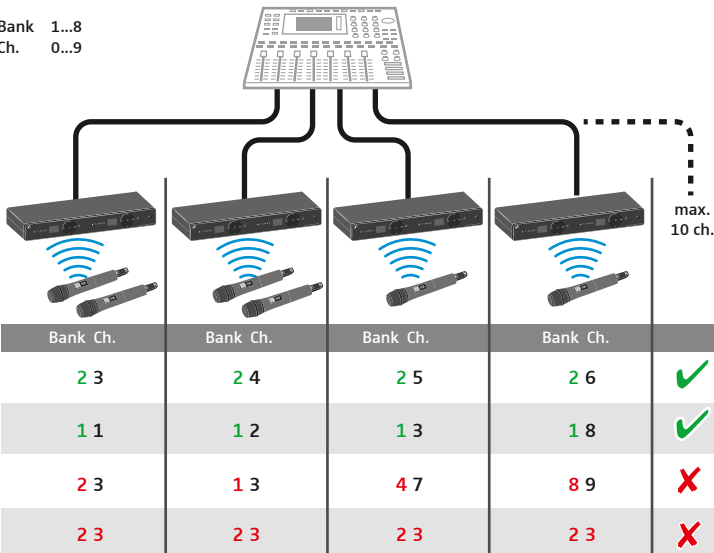 Bank 1...8
Ch. 0...9
max.
10 ch.
Bank Ch. Bank Ch. Bank Ch. Bank Ch.
2 3 2 4 2 5 2 6
1 1 1 2 1 3 1 8
2 3 1 3 4 7 8 9
2 3 2 3 2 3 2 3